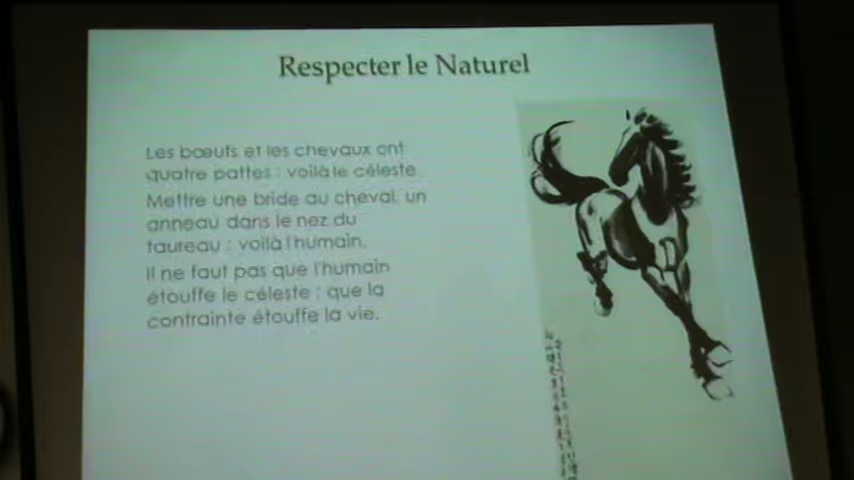 Respecter le Naturel
Les bœufs et les chevaux ont
quatre pattes : voilà le céleste
Mettre une bride au cheval, un
anneau dans le nez du
taureau : voilà l'humain.
Il ne faut pas que l'humain
étouffe le céleste ; que la
contrainte étouffe la vie.